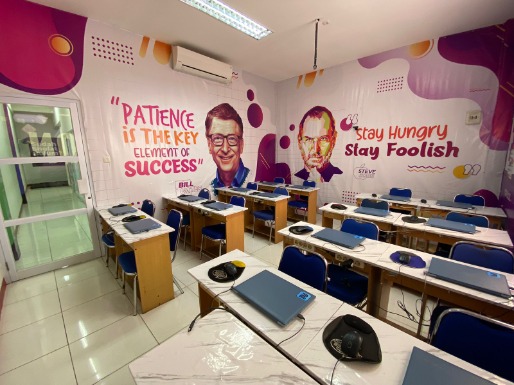 "PATIENCE
IS THE KEY
ELEMENT OF
SUCCESS"
BILL
Stay Hungry
Stay Foolish
STEVE